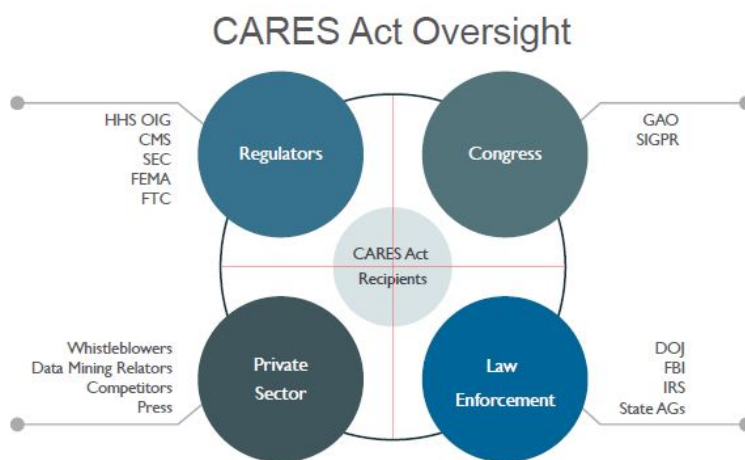 CARES Act Oversight
HHS OIG
CMS
SEC
FEMA
FTC
Regulators
Congress
GAO
SIGPR
CARES Act
Recipients
Whistleblowers
Data Mining Relators
Competitors
Press
Private
Sector
Law
Enforcement
DOJ
FBI
IRS
State AGs